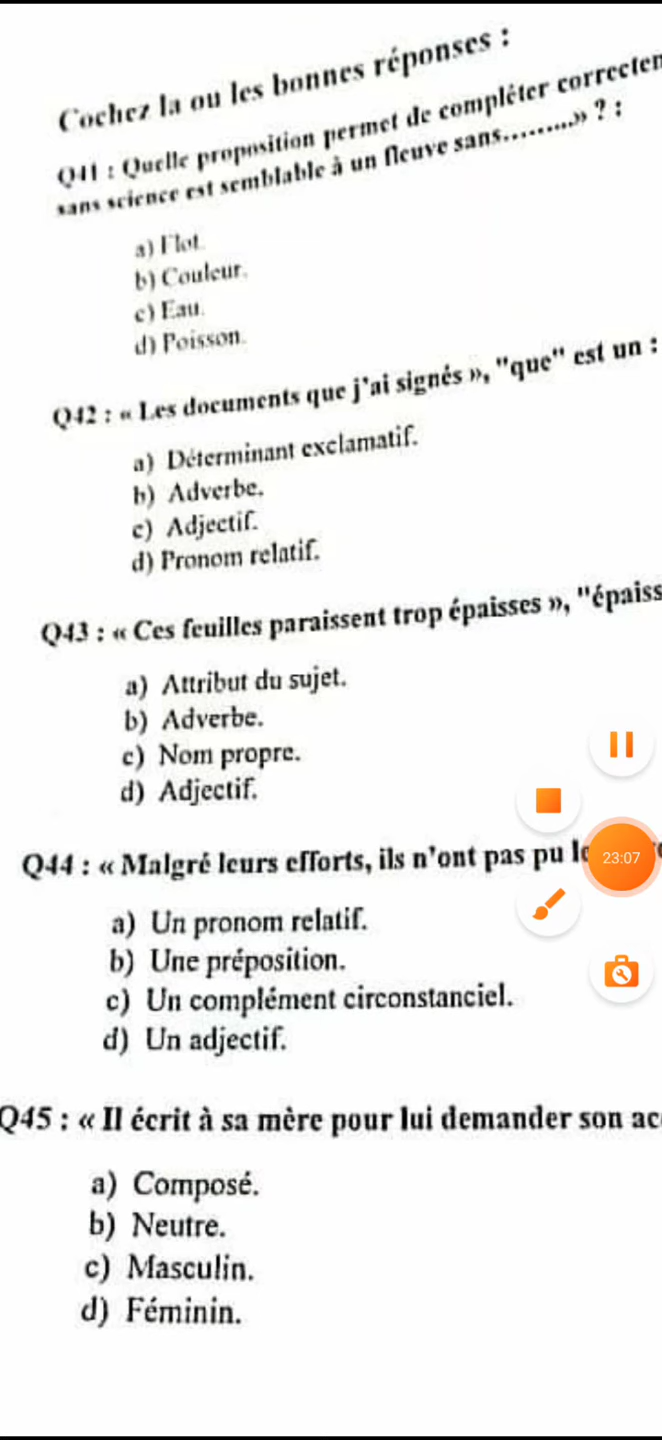 Cochez la ou les bonnes réponses :
Q41 : Quelle proposition permet de compléter
sans science est semblable à un fleuve sans.........» ? :
a) Flot.
b) Couleur.
c) Eau.
d) Poisson.
Q42 : « Les documents que j'ai signés », "que" est un :
a) Déterminant exclamatif.
b) Adverbe.
c) Adjectif.
d) Pronom relatif.
Q43 : « Ces feuilles paraissent trop épaisses », "épaiss
a) Attribut du sujet.
b) Adverbe.
c) Nom propre.
d) Adjectif.
Q44 : « Malgré leurs efforts, ils n'ont pas pu
23:07
a) Un pronom relatif.
b) Une préposition.
c) Un complément circonstanciel.
d) Un adjectif.
Q45 : « Il écrit à sa mère pour lui demander son
a) Composé.
b) Neutre.
c) Masculin.
d) Féminin.